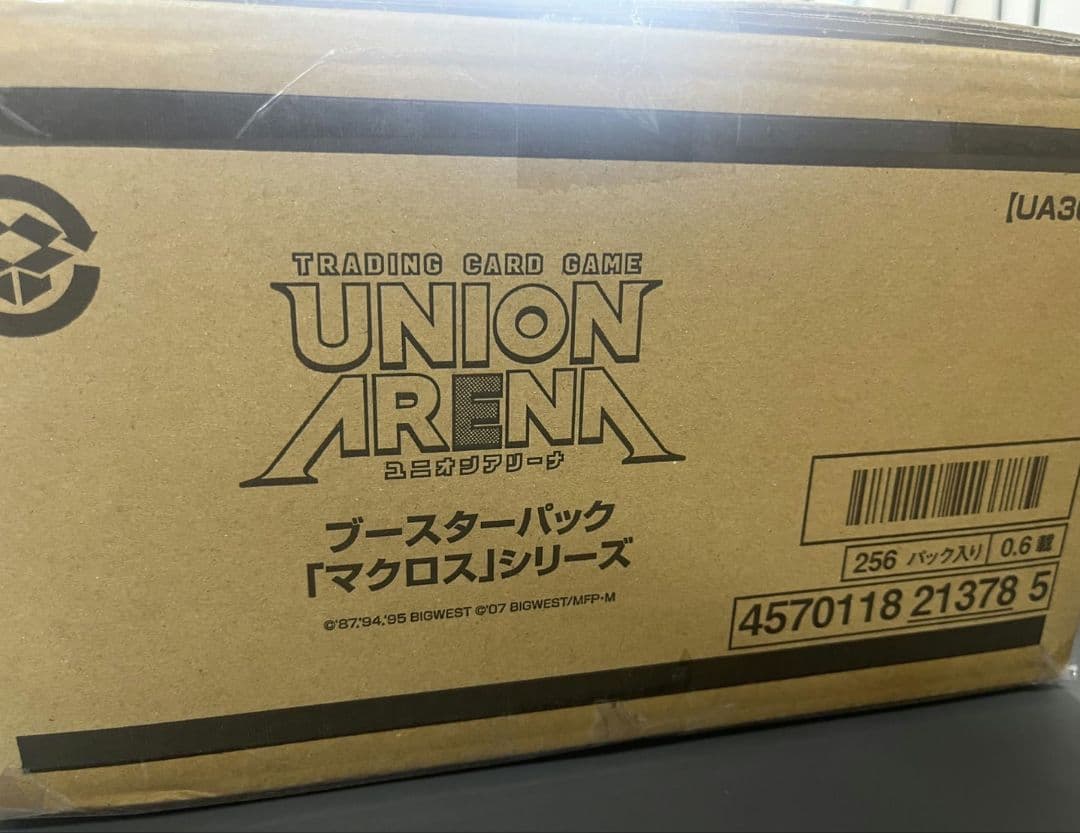 【UA3
TRADING CARD GAME
UNION
ARENA
ユニオンアリーナ
ブースターパック
「マクロス」シリーズ
©'87,'94,'95 BIGWEST ©'07 BIGWEST/MFP・M
256 パック入り 0.6 載
4570118 21378 5